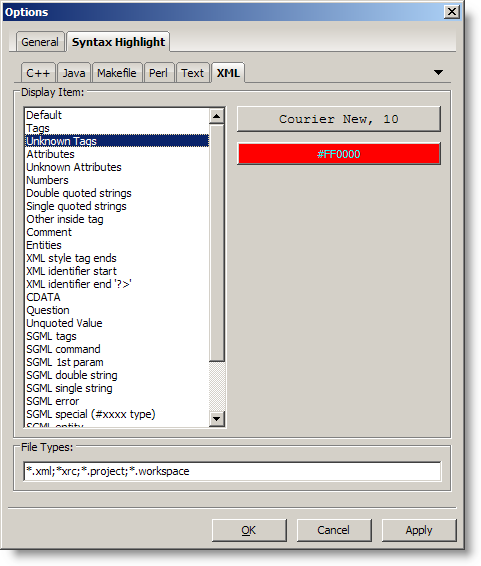 Options
General
Syntax Highlight
C++
Java
Makefile
Perl
Text
XML
Display Item:
Default
Tags
Unknown Tags
Attributes
Unknown Attributes
Numbers
Double quoted strings
Single quoted strings
Other inside tag
Comment
Entities
XML style tag ends
XML identifier start
XML identifier end '?>'
CDATA
Question
Unquoted Value
SGML tags
SGML command
SGML 1st param
SGML double string
SGML single string
SGML error
SGML special (#xxxx type)
SGML entity
Courier New, 10
#FF0000
File Types:
*.xml;*xrc;*.project;*.workspace
OK
Cancel
Apply